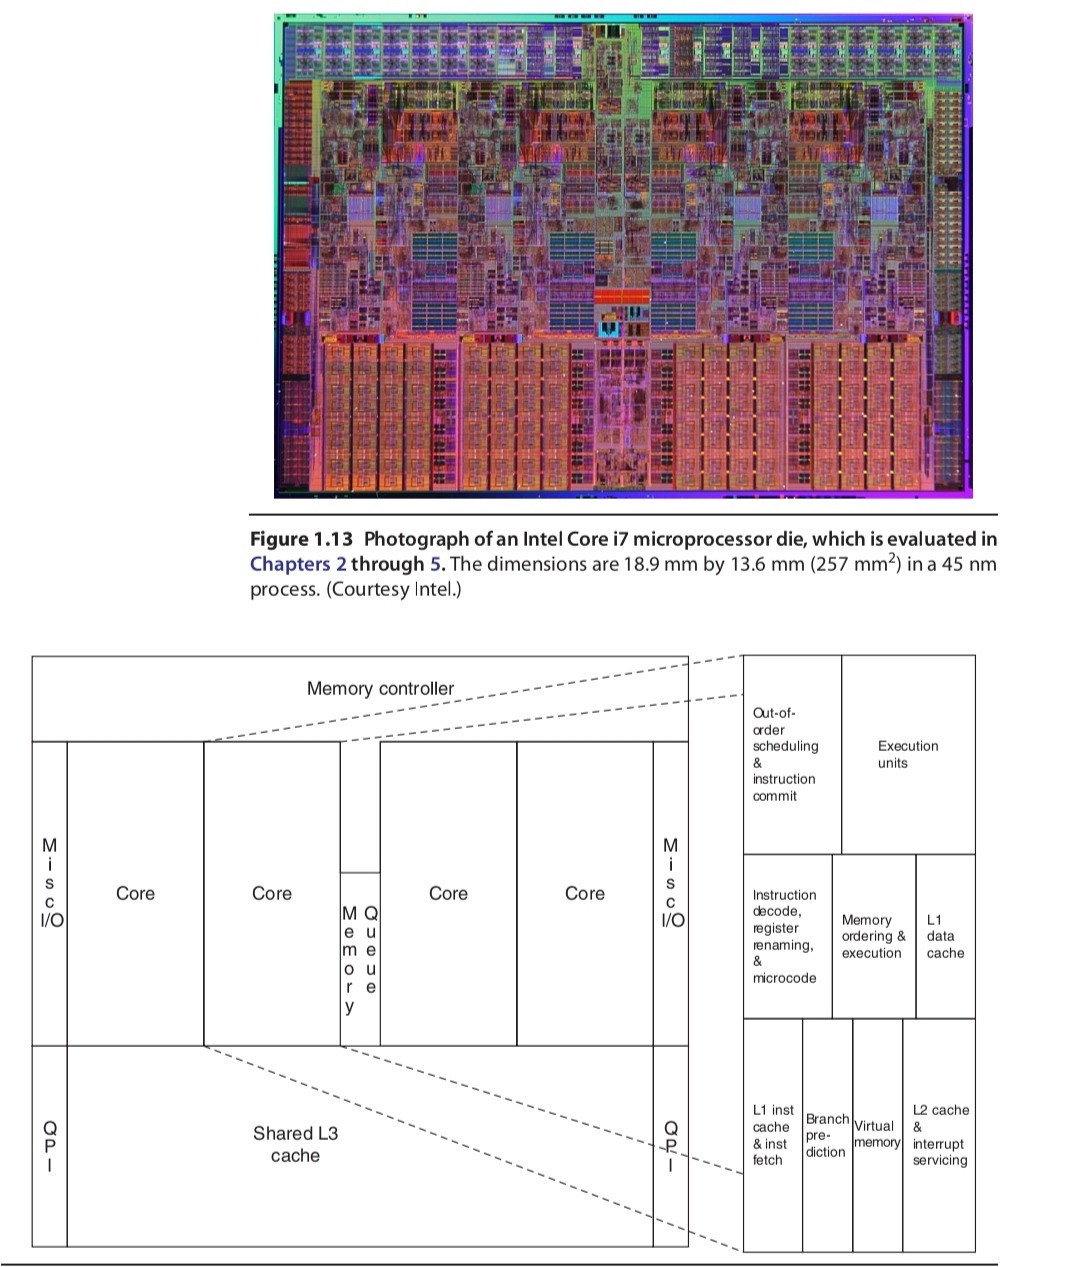 Figure 1.13 Photograph of an Intel Core i7 microprocessor die, which is evaluated in
Chapters 2 through 5. The dimensions are 18.9 mm by 13.6 mm (257 mm²) in a 45 nm
process. (Courtesy Intel.)
Memory controller
Misc I/O
Core
Core
Memory Queue
Core
Core
Misc I/O
QPI
Shared L3
cache
QPI
Out-of-
order
scheduling
&
instruction
commit
Execution
units
Instruction
decode,
register
renaming,
&
microcode
Memory
ordering &
execution
L1
data
cache
L1 inst
cache
& inst
fetch
Branch
pre-
diction
Virtual
memory
L2 cache
&
interrupt
servicing